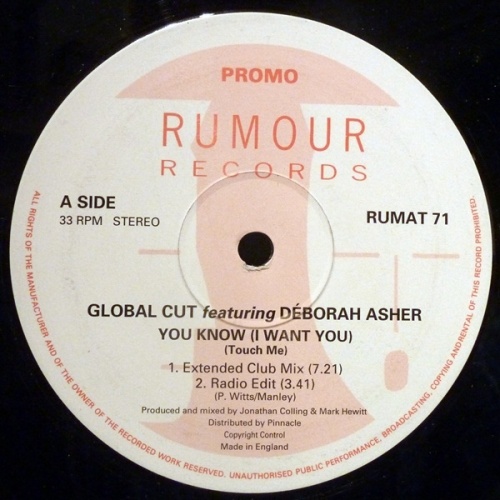 PROMO
RUMOUR
RECORDS
A SIDE
33 RPM STEREO
RUMAT 71
GLOBAL CUT featuring DÉBORAH ASHER
YOU KNOW (I WANT YOU)
(Touch Me)
1. Extended Club Mix (7.21)
2. Radio Edit (3.41)
(P. Witts/Manley)
Produced and mixed by Jonathan Colling & Mark Hewitt
Distributed by Pinnacle
Copyright Control
Made in England
ALL RIGHTS OF THE MANUFACTURER AND OF THE OWNER OF THE RECORDED WORK RESERVED. UNAUTHORISED PUBLIC PERFORMANCE, BROADCASTING, COPYING ANDRENTAL OF THIS RECORD PROHIBITED.